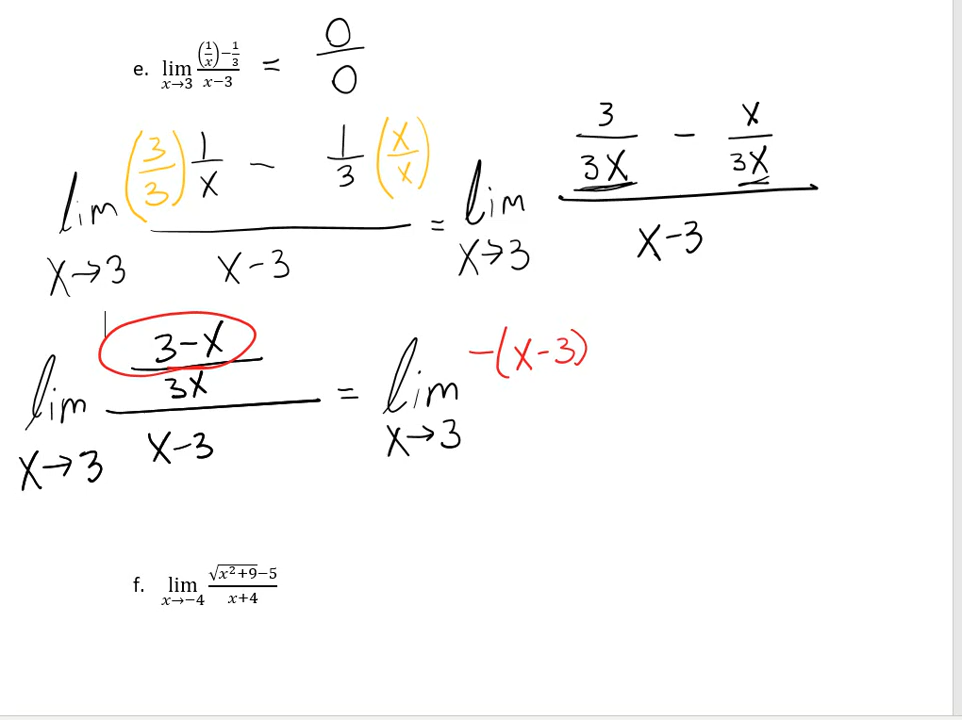 e. lim x→3 ((1/x)−1/3)/(x−3) = 0/0
lim x→3 ((3/3) 1/x − 1/3 (x/x))/(x−3) = lim x→3 (3/3x − x/3x)/(x−3)
lim x→3 ((3−x)/3x)/(x−3) = lim x→3 −(x−3)
f. lim x→−4 (√x²+9−5)/(x+4)